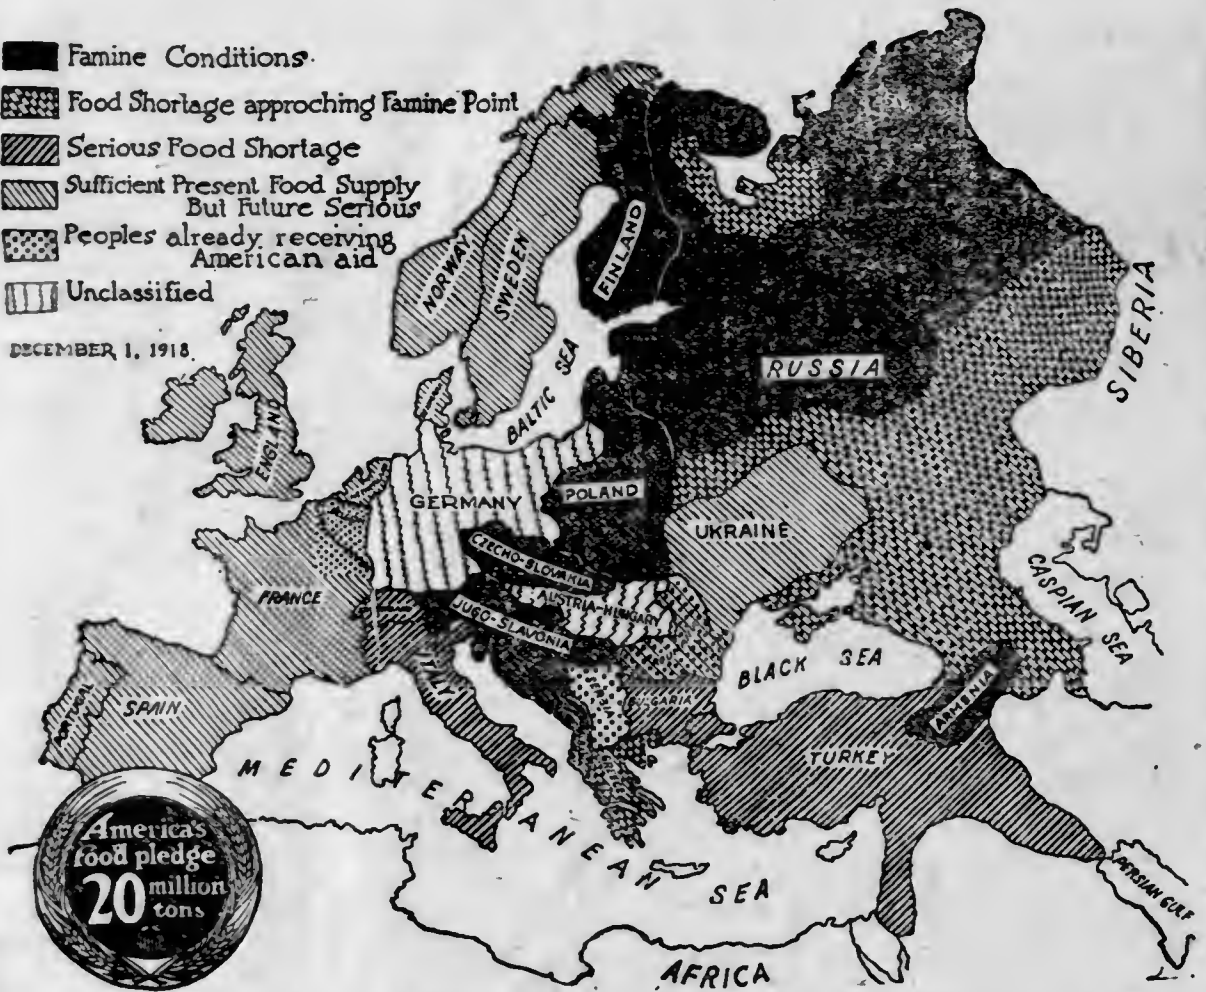 Famine Conditions.
Food Shortage approching Famine Point
Serious Food Shortage
Sufficient Present Food Supply
But Future Serious
Peoples already receiving
American aid
Unclassified
DECEMBER 1, 1918.
NORWAY
SWEDEN
FINLAND
BALTIC SEA
RUSSIA
SIBERIA
ENGLAND
GERMANY
POLAND
UKRAINE
CZECHO-SLOVAKIA
AUSTRIA-HUNGARY
JUGO-SLAVONIA
FRANCE
ITALY
SERBIA
BULGARIA
BLACK SEA
CASPIAN SEA
ARMENIA
TURKEY
PORTUGAL
SPAIN
MEDITERRANEAN SEA
PERSIAN GULF
AFRICA
America's
food pledge
20 million
tons